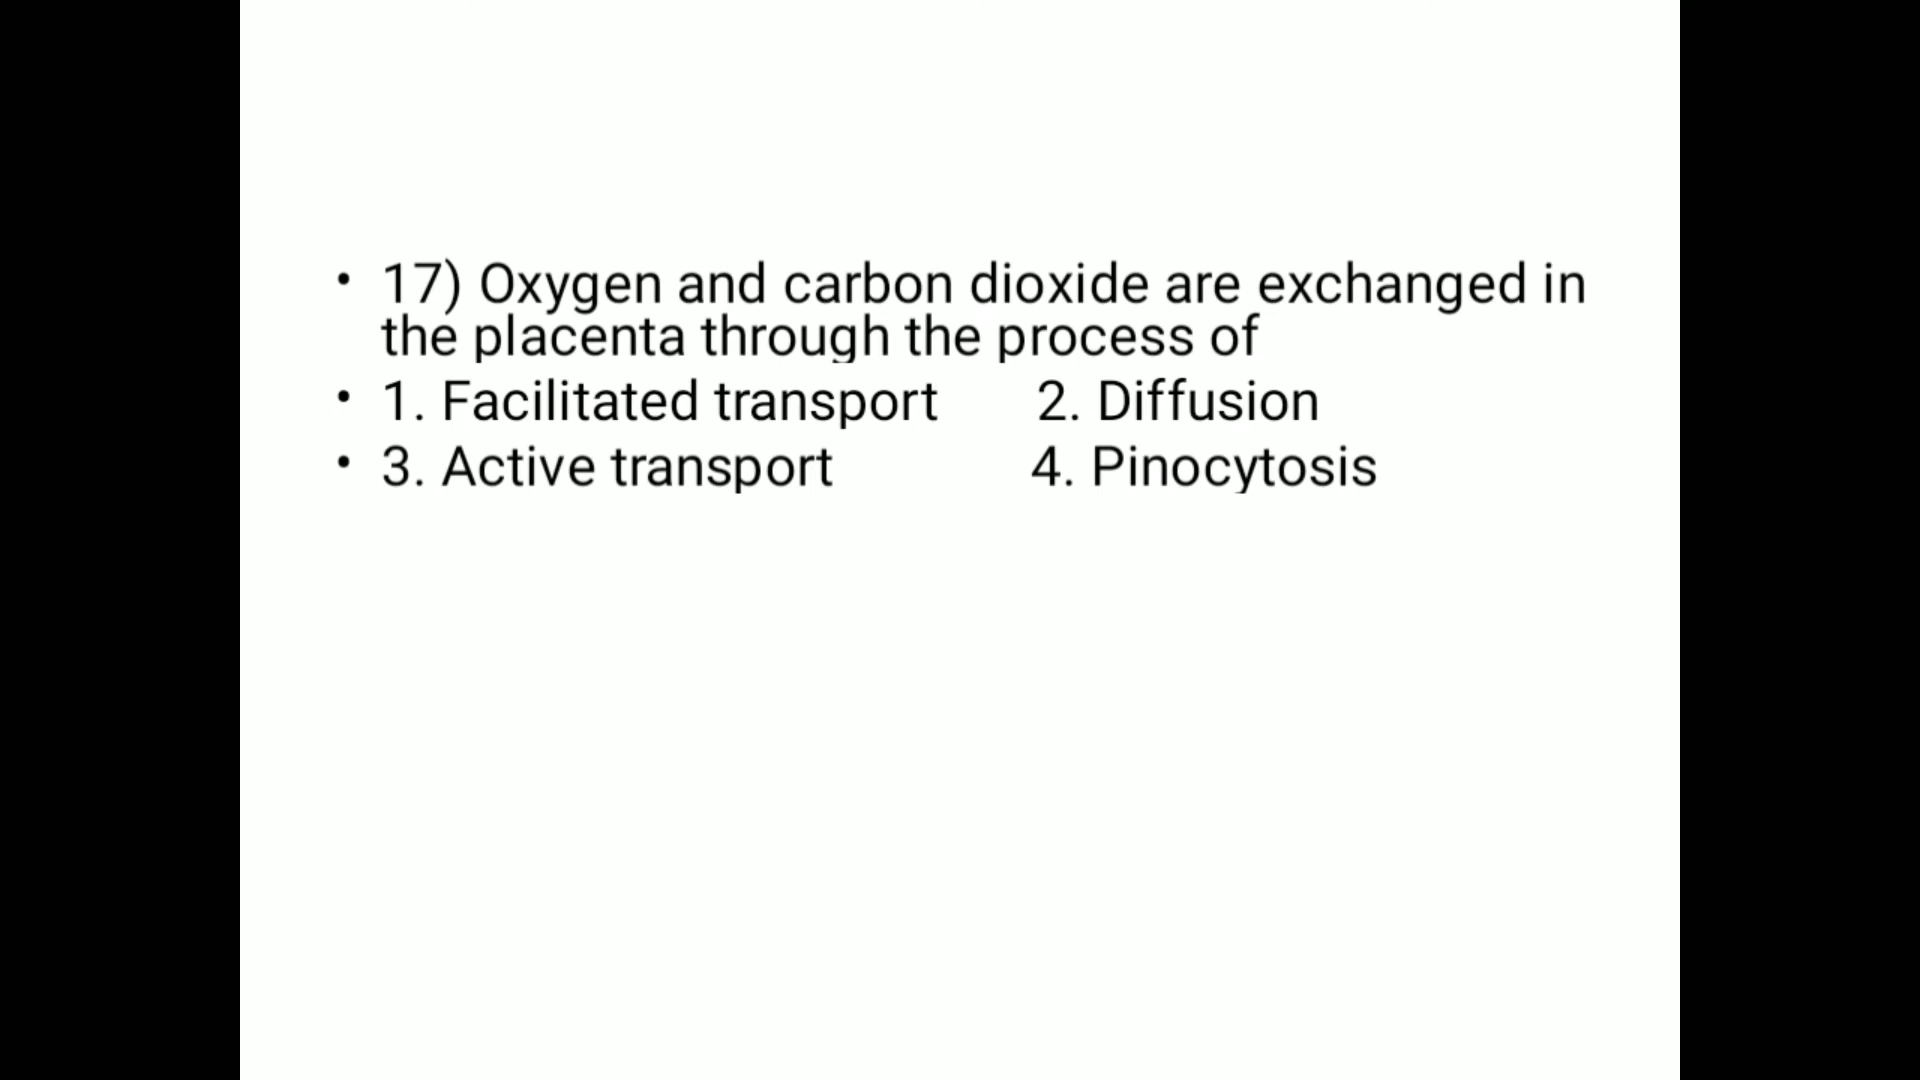 • 17) Oxygen and carbon dioxide are exchanged in
the placenta through the process of
• 1. Facilitated transport 2. Diffusion
• 3. Active transport 4. Pinocytosis